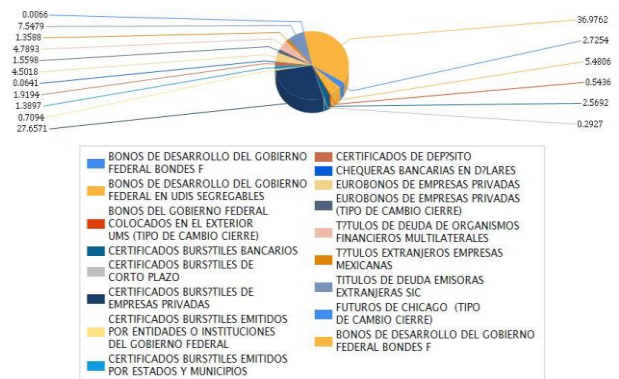 0.0066
7.5479
1.3588
4.7893
1.5598
4.5018
0.0641
1.9194
1.3897
0.7094
27.6571
36.9762
2.7254
5.4806
0.5436
2.5692
0.2927
BONOS DE DESARROLLO DEL GOBIERNO
FEDERAL BONDES F
BONOS DE DESARROLLO DEL GOBIERNO
FEDERAL EN UDIS SEGREGABLES
BONOS DEL GOBIERNO FEDERAL
COLOCADOS EN EL EXTERIOR
UMS (TIPO DE CAMBIO CIERRE)
CERTIFICADOS BURS?TILES BANCARIOS
CERTIFICADOS BURS?TILES DE
CORTO PLAZO
CERTIFICADOS BURS?TILES DE
EMPRESAS PRIVADAS
CERTIFICADOS BURS?TILES EMITIDOS
POR ENTIDADES O INSTITUCIONES
DEL GOBIERNO FEDERAL
CERTIFICADOS BURS?TILES EMITIDOS
POR ESTADOS Y MUNICIPIOS
CERTIFICADOS DE DEP?SITO
CHEQUERAS BANCARIAS EN D?LARES
EUROBONOS DE EMPRESAS PRIVADAS
EUROBONOS DE EMPRESAS PRIVADAS
(TIPO DE CAMBIO CIERRE)
T?TULOS DE DEUDA DE ORGANISMOS
FINANCIEROS MULTILATERALES
T?TULOS EXTRANJEROS EMPRESAS
MEXICANAS
TITULOS DE DEUDA EMISORAS
EXTRANJERAS SIC
FUTUROS DE CHICAGO (TIPO
DE CAMBIO CIERRE)
BONOS DE DESARROLLO DEL GOBIERNO
FEDERAL BONDES F